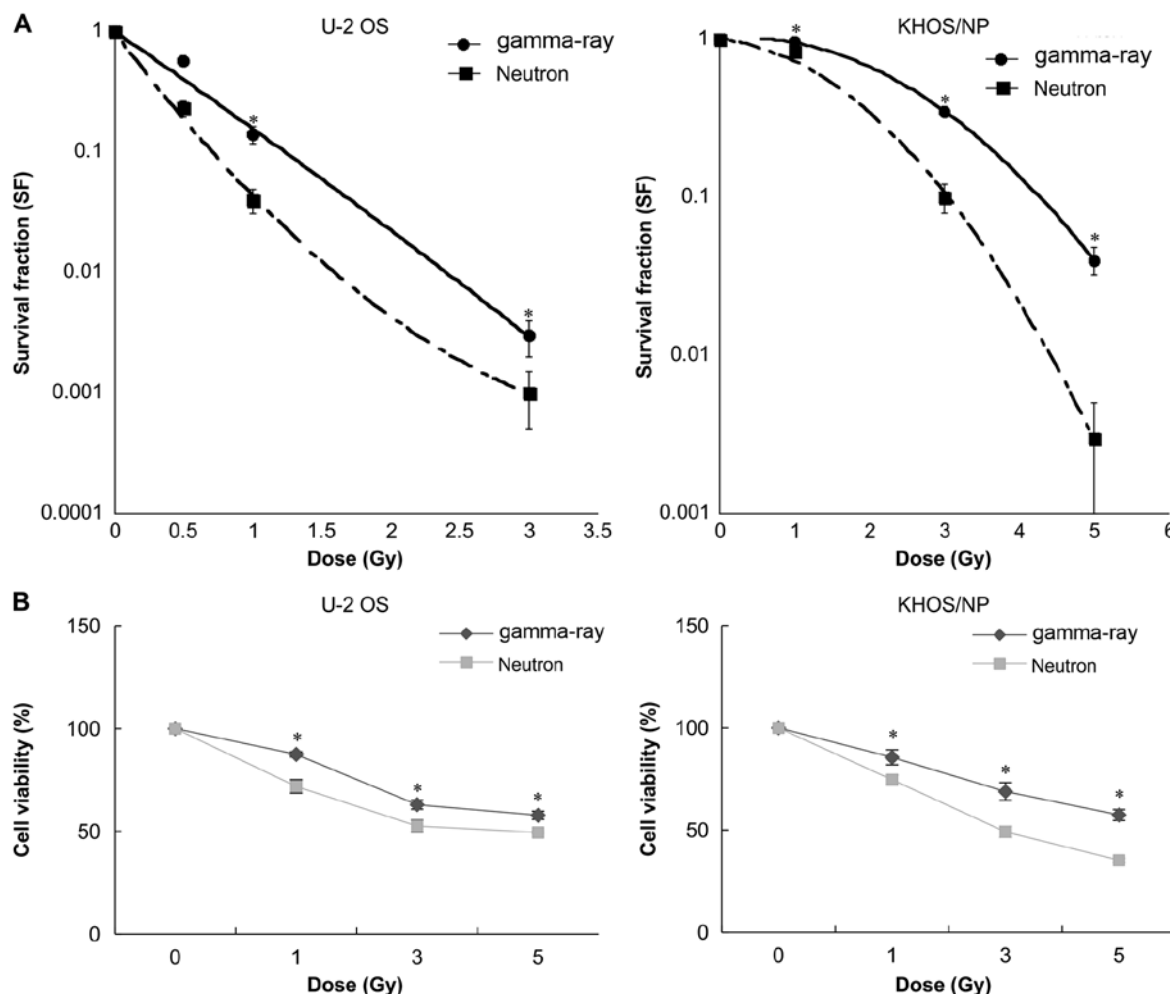 A
U-2 OS
gamma-ray
Neutron
Survival fraction (SF)
1
0.1
0.01
0.001
0.0001
*
*
0 0.5 1 1.5 2 2.5 3 3.5
Dose (Gy)
KHOS/NP
gamma-ray
Neutron
Survival fraction (SF)
1
0.1
0.01
0.001
*
*
*
0 1 2 3 4 5 6
Dose (Gy)
B
U-2 OS
gamma-ray
Neutron
Cell viability (%)
150
100
50
0
*
*
*
0 1 3 5
Dose (Gy)
KHOS/NP
gamma-ray
Neutron
Cell viability (%)
150
100
50
0
*
*
*
0 1 3 5
Dose (Gy)